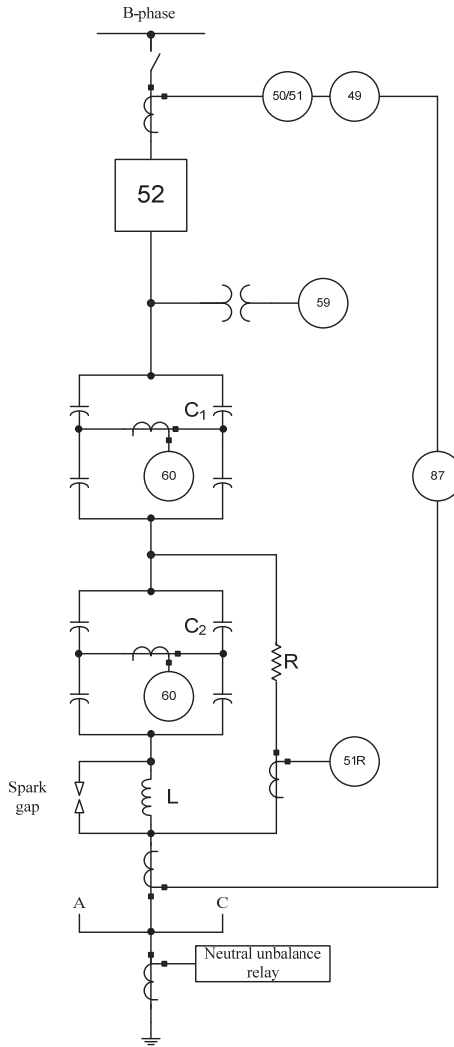 B-phase
50/51
49
52
59
C1
60
87
C2
R
60
51R
Spark
gap
L
A
C
Neutral unbalance
relay